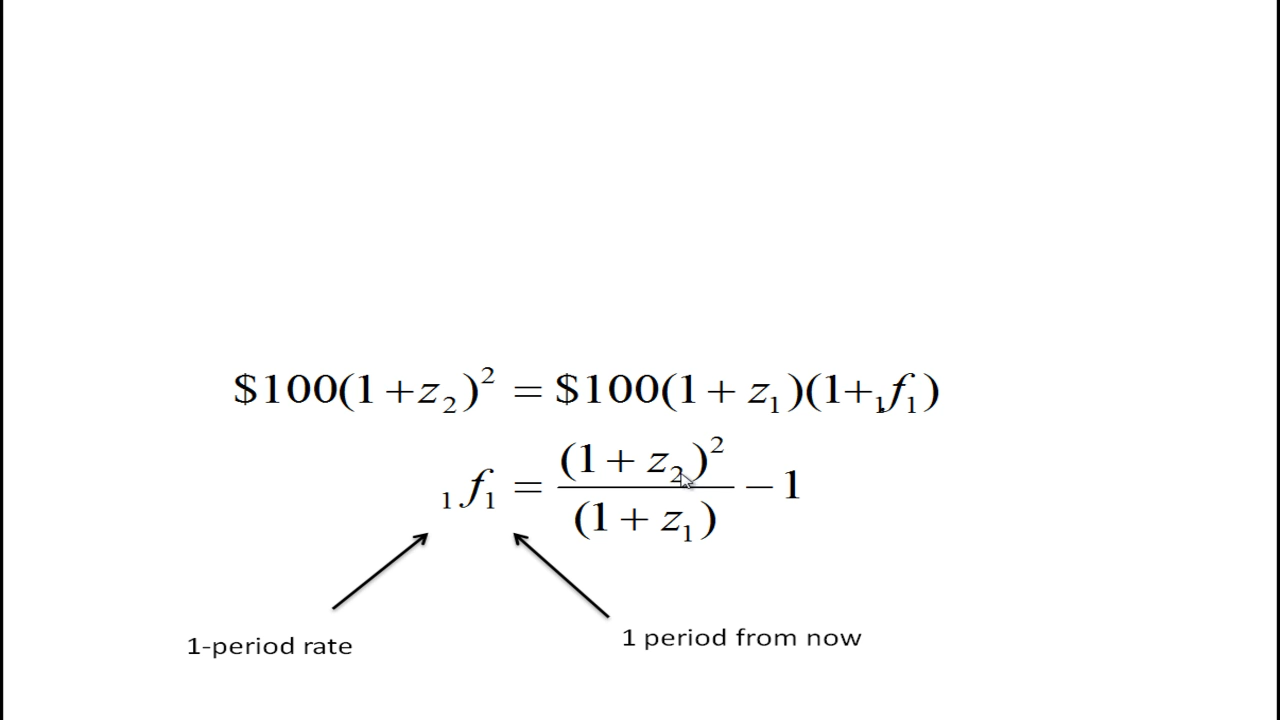 $100(1+z₂)² = $100(1+z₁)(1+₁f₁)
₁f₁ = (1+z₂)² / (1+z₁) − 1
1-period rate
1 period from now